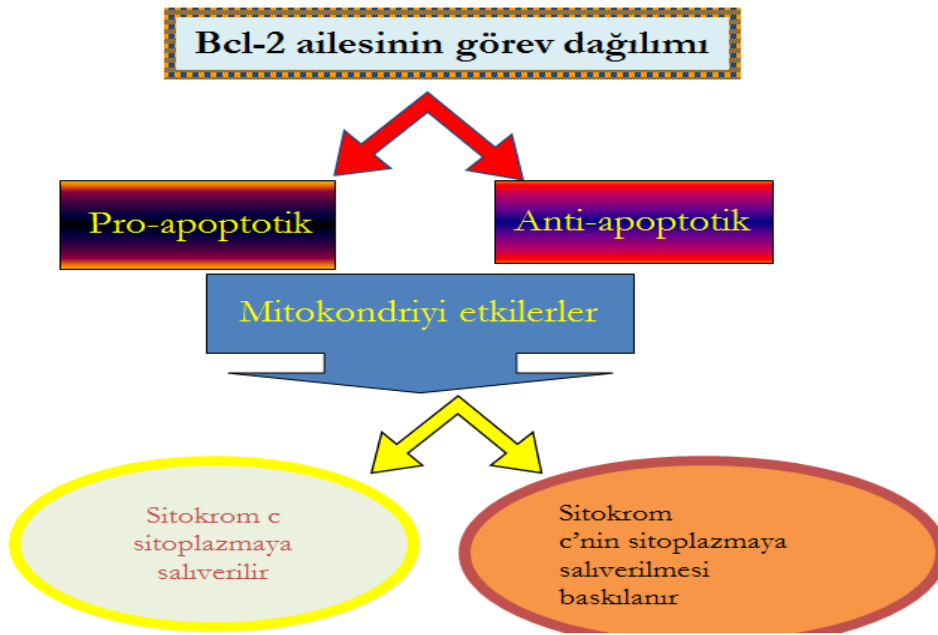 Bcl-2 ailesinin görev dağılımı
Pro-apoptotik
Anti-apoptotik
Mitokondriyi etkilerler
Sitokrom c
sitoplazmaya
salıverilir
Sitokrom
c’nin sitoplazmaya
salıverilmesi
baskılanır